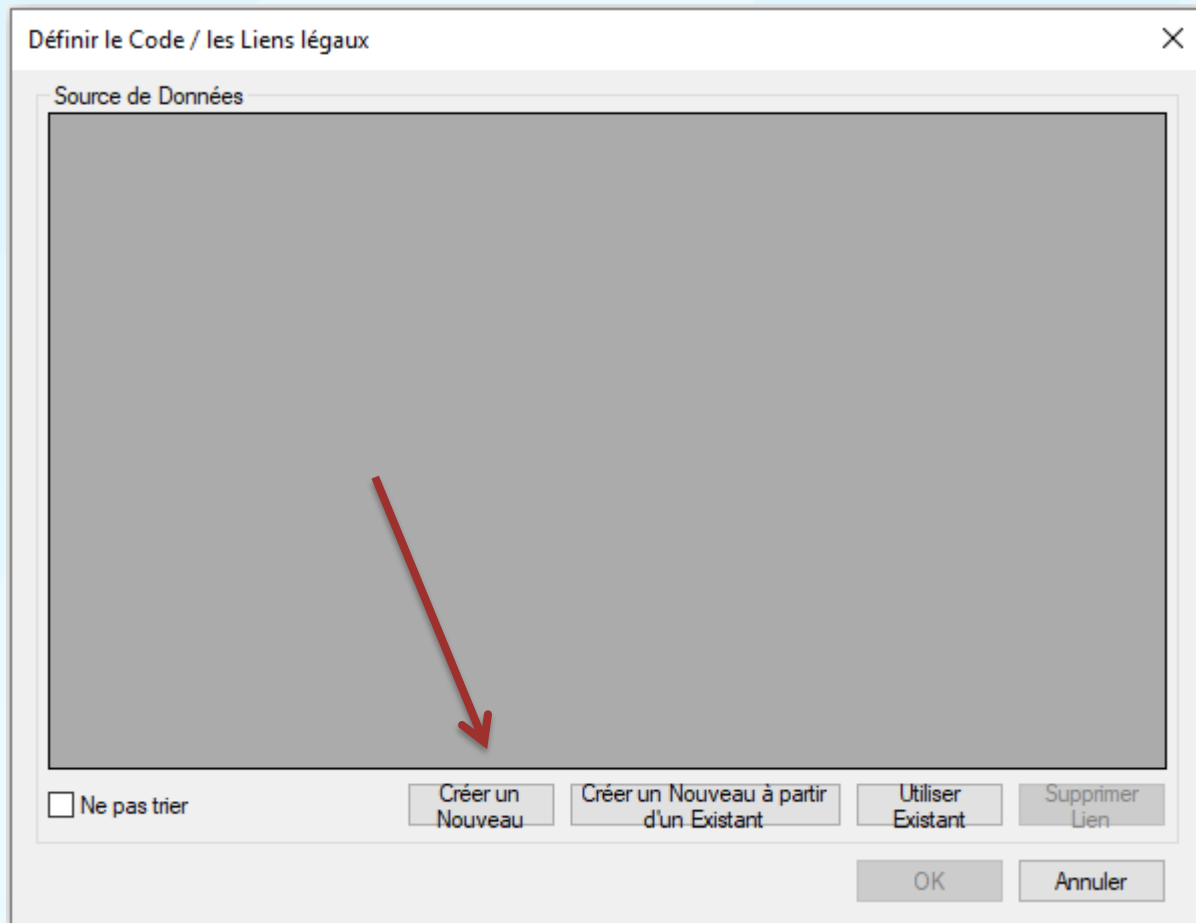 Définir le Code / les Liens légaux
Source de Données
Ne pas trier
Créer un
Nouveau
Créer un Nouveau à partir
d'un Existant
Utiliser
Existant
Supprimer
Lien
OK
Annuler